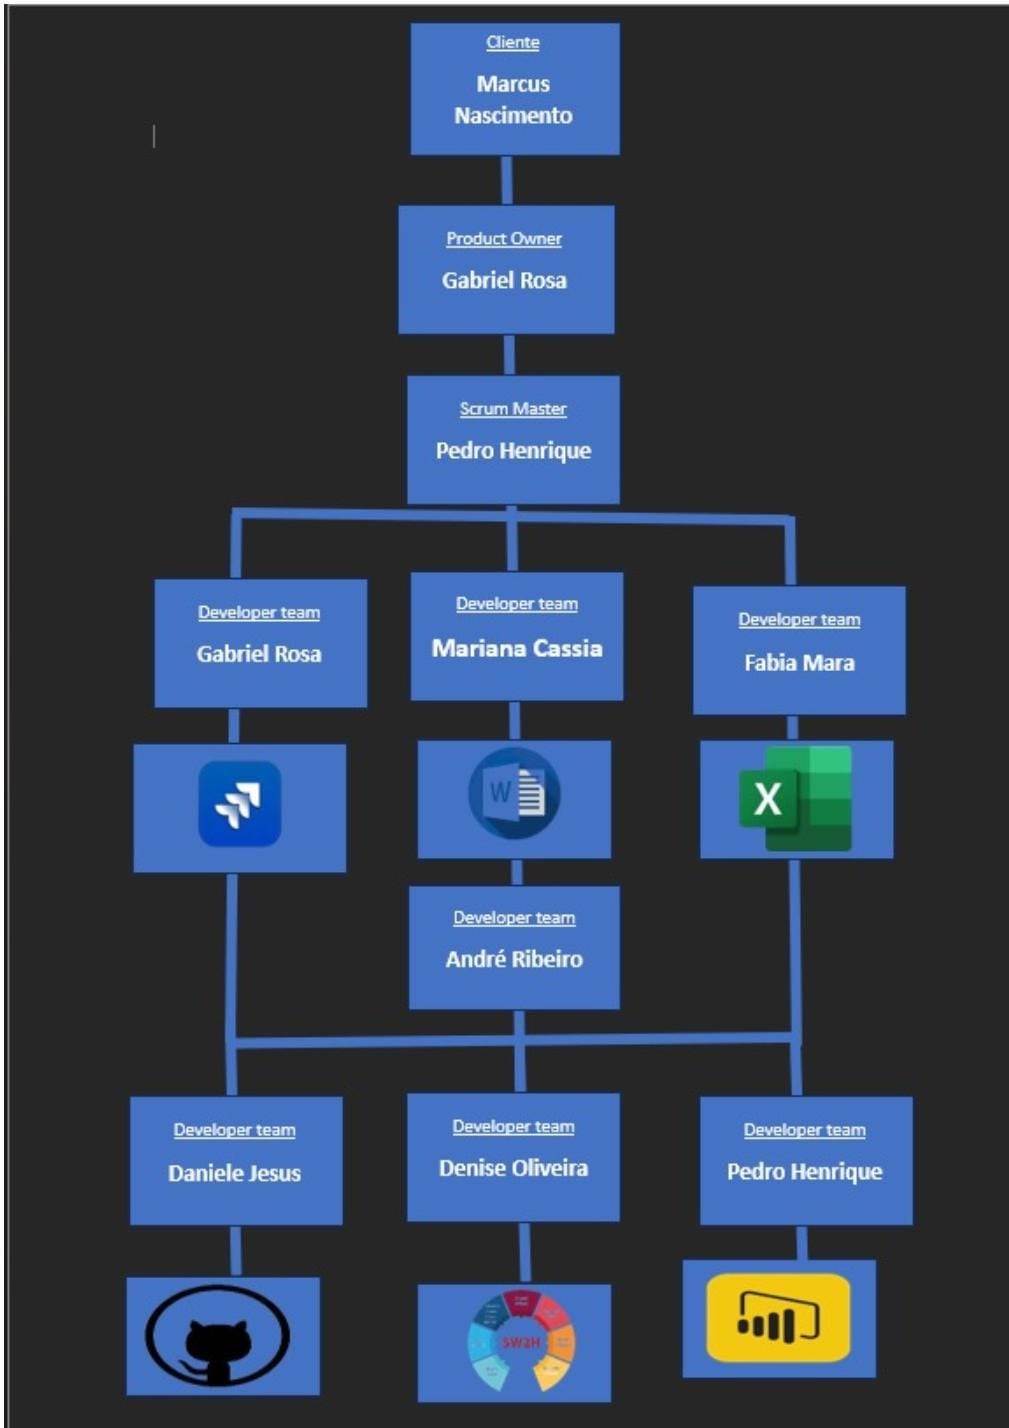 Cliente
Marcus
Nascimento
Product Owner
Gabriel Rosa
Scrum Master
Pedro Henrique
Developer team
Gabriel Rosa
Developer team
Mariana Cassia
Developer team
Fabia Mara
W
X
Developer team
André Ribeiro
Developer team
Daniele Jesus
Developer team
Denise Oliveira
Developer team
Pedro Henrique
5W2H